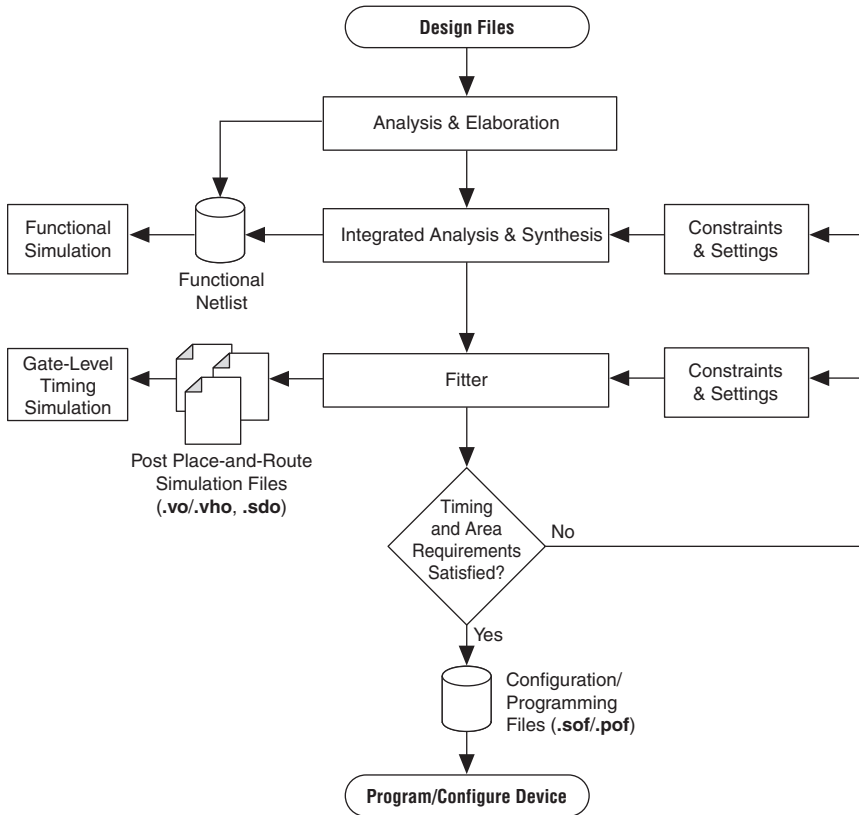 Design Files
Analysis & Elaboration
Functional
Simulation
Functional
Netlist
Integrated Analysis & Synthesis
Constraints
& Settings
Gate-Level
Timing
Simulation
Post Place-and-Route
Simulation Files
(.vo/.vho, .sdo)
Fitter
Constraints
& Settings
Timing
and Area
Requirements
Satisfied?
No
Yes
Configuration/
Programming
Files (.sof/.pof)
Program/Configure Device